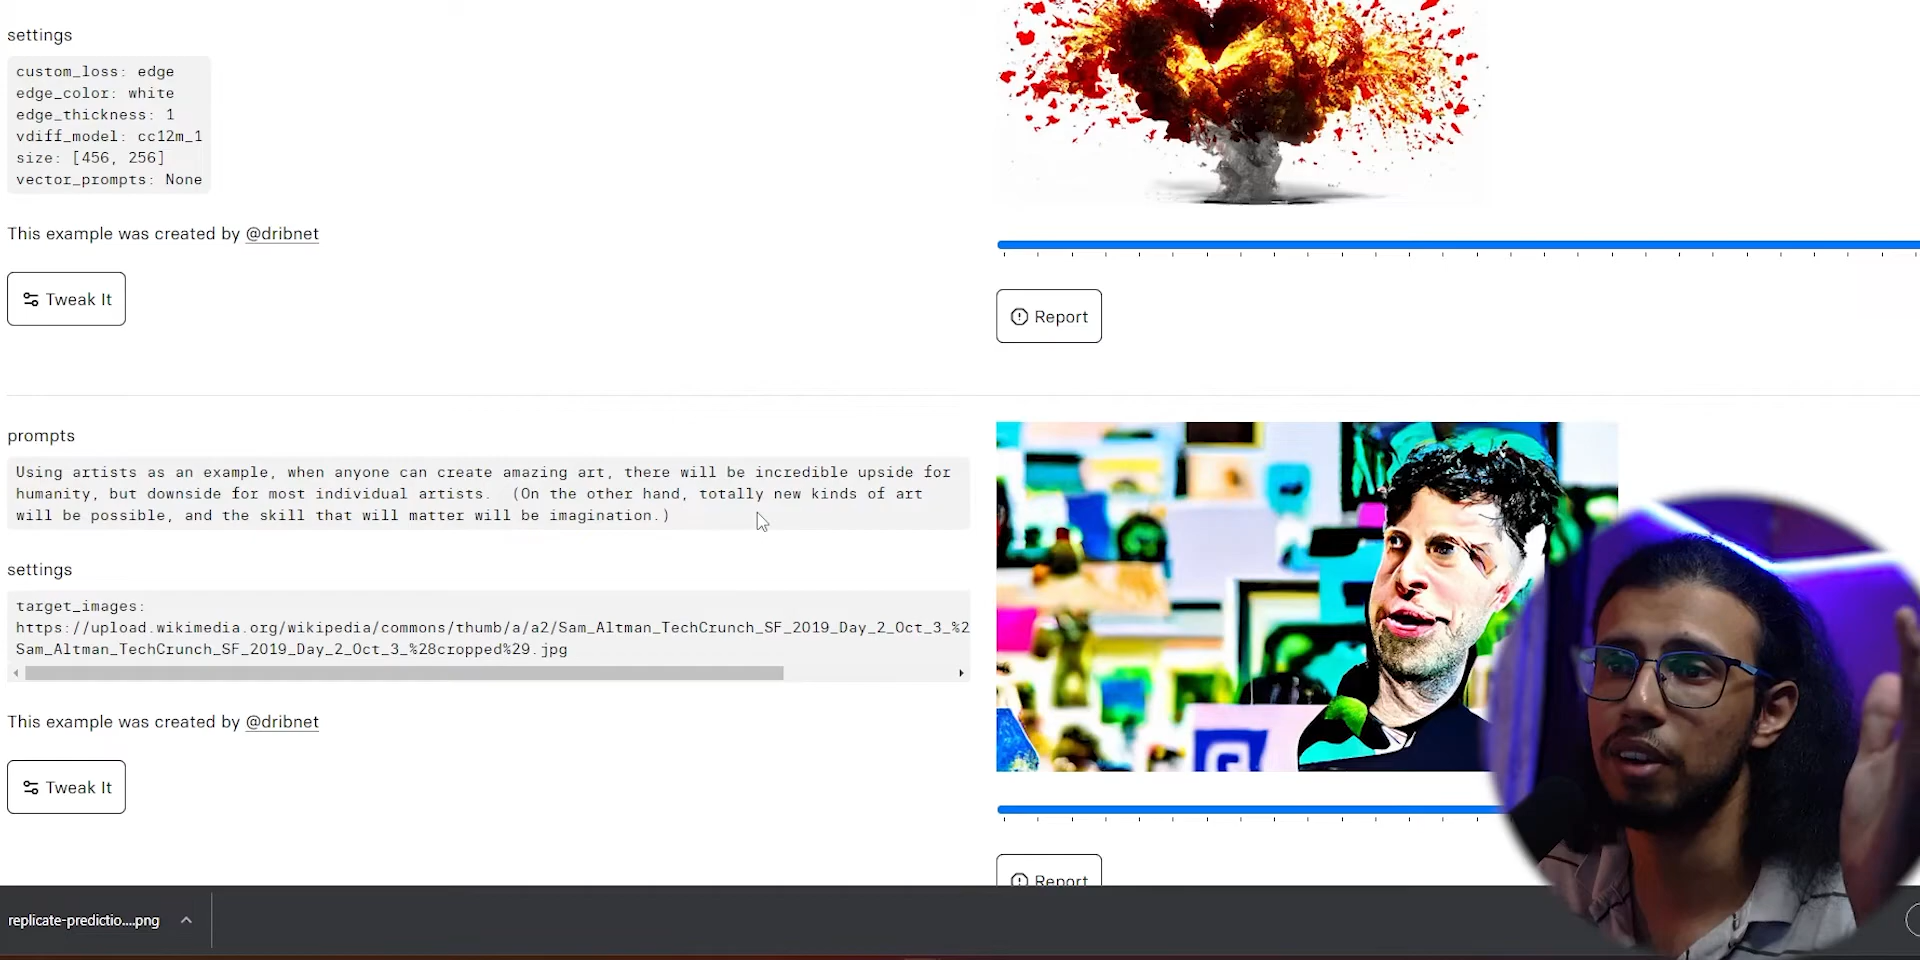 settings
custom_loss: edge
edge_color: white
edge_thickness: 1
vdiff_model: cc12m_1
size: [456, 256]
vector_prompts: None
This example was created by @dribnet
Tweak It
Report
prompts
Using artists as an example, when anyone can create amazing art, there will be incredible upside for
humanity, but downside for most individual artists.  (On the other hand, totally new kinds of art
will be possible, and the skill that will matter will be imagination.)
settings
target_images:
https://upload.wikimedia.org/wikipedia/commons/thumb/a/a2/Sam_Altman_TechCrunch_SF_2019_Day_2_Oct_3_%2
Sam_Altman_TechCrunch_SF_2019_Day_2_Oct_3_%28cropped%29.jpg
This example was created by @dribnet
Tweak It
Report
replicate-predictio....png